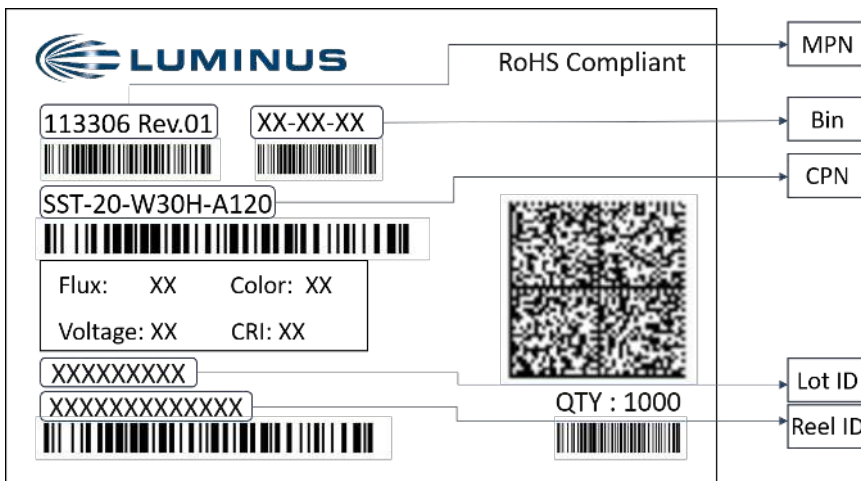 LUMINUS
RoHS Compliant
MPN
113306 Rev.01
XX-XX-XX
Bin
SST-20-W30H-A120
CPN
Flux: XX Color: XX
Voltage: XX CRI: XX
XXXXXXXXX
Lot ID
XXXXXXXXXXXXX
QTY : 1000
Reel ID